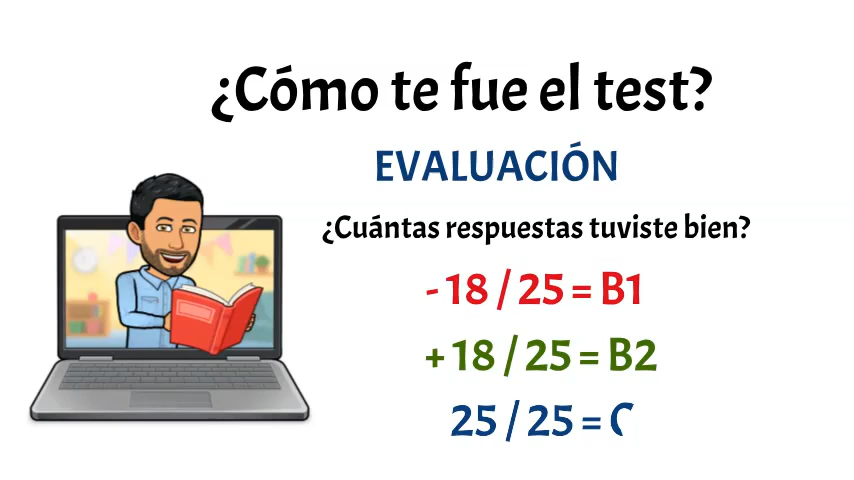 ¿Cómo te fue el test?
EVALUACIÓN
¿Cuántas respuestas tuviste bien?
- 18 / 25 = B1
+ 18 / 25 = B2
25 / 25 =